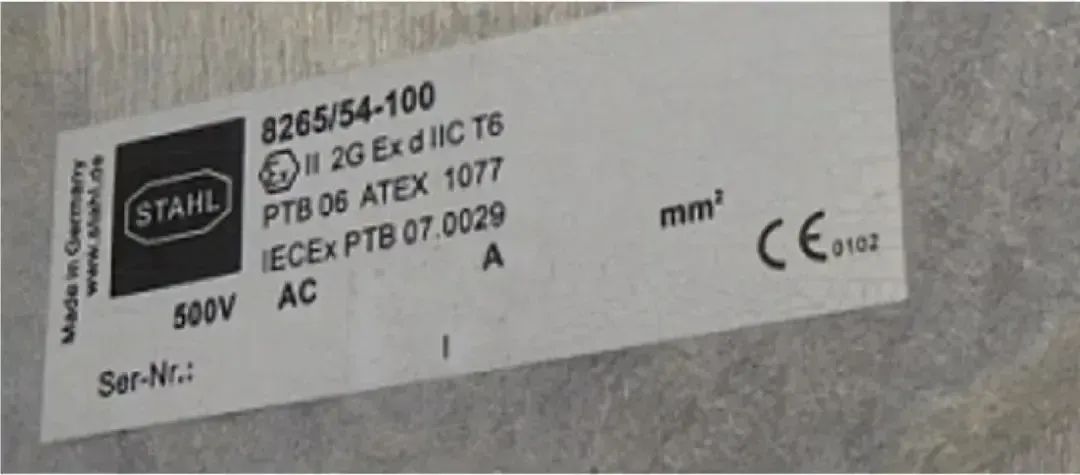 Made in Germany
www.stahl.de
STAHL
8265/54-100
Ex II 2G Ex d IIC T6
PTB 06 ATEX 1077
IECEx PTB 07.0029
500V AC A mm²
CE 0102
Ser-Nr.: I